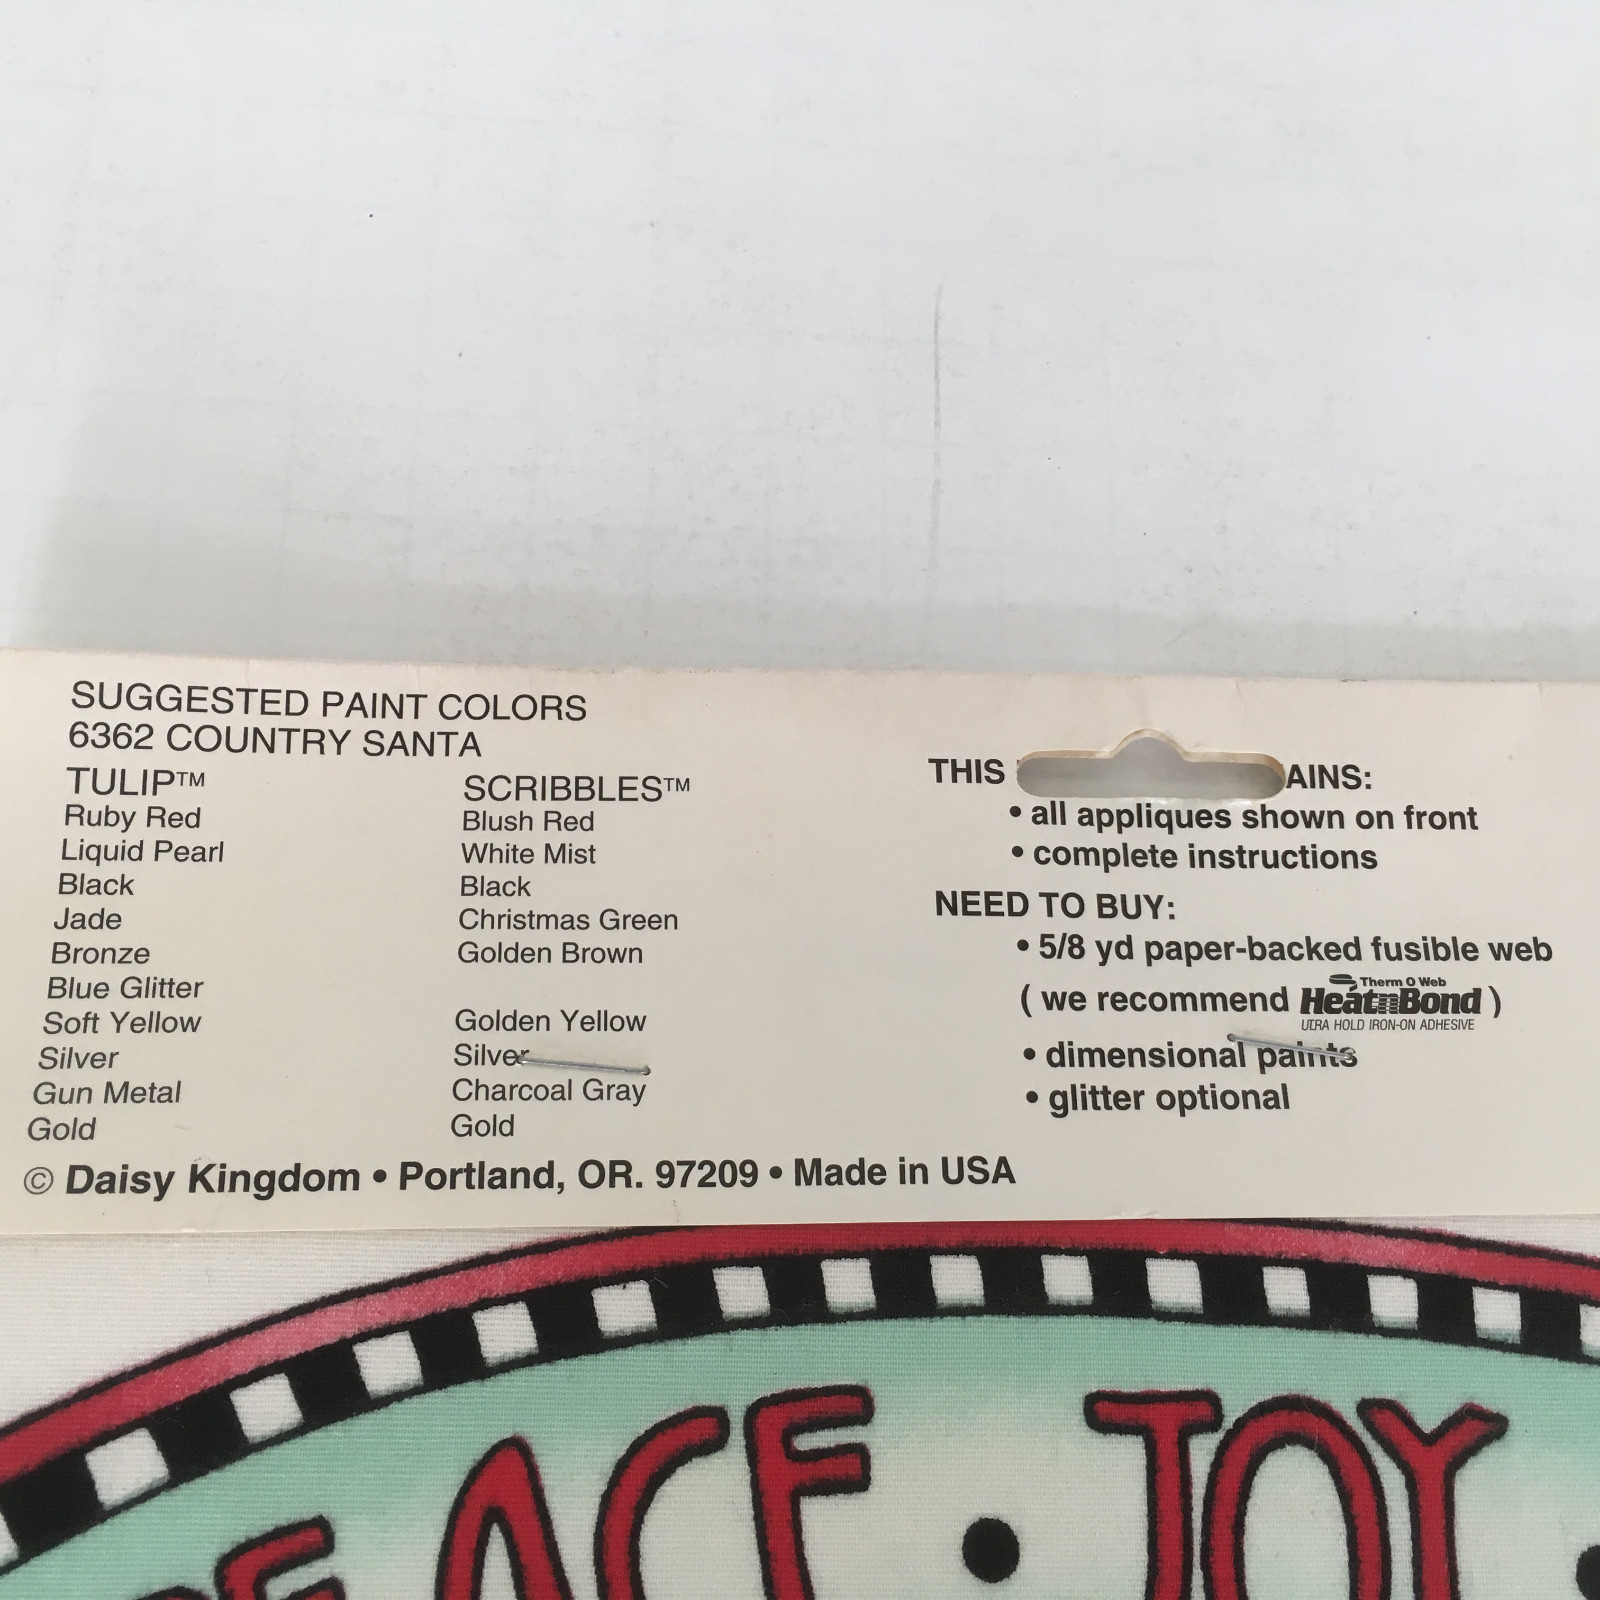 SUGGESTED PAINT COLORS
6362 COUNTRY SANTA
TULIP™
Ruby Red
Liquid Pearl
Black
Jade
Bronze
Blue Glitter
Soft Yellow
Silver
Gun Metal
Gold
SCRIBBLES™
Blush Red
White Mist
Black
Christmas Green
Golden Brown
Golden Yellow
Silver
Charcoal Gray
Gold
THIS AINS:
• all appliques shown on front
• complete instructions
NEED TO BUY:
• 5/8 yd paper-backed fusible web
Therm O Web
( we recommend HeatnBond )
ULTRA HOLD IRON-ON ADHESIVE
• dimensional paints
• glitter optional
© Daisy Kingdom • Portland, OR. 97209 • Made in USA
PEACE • JOY •